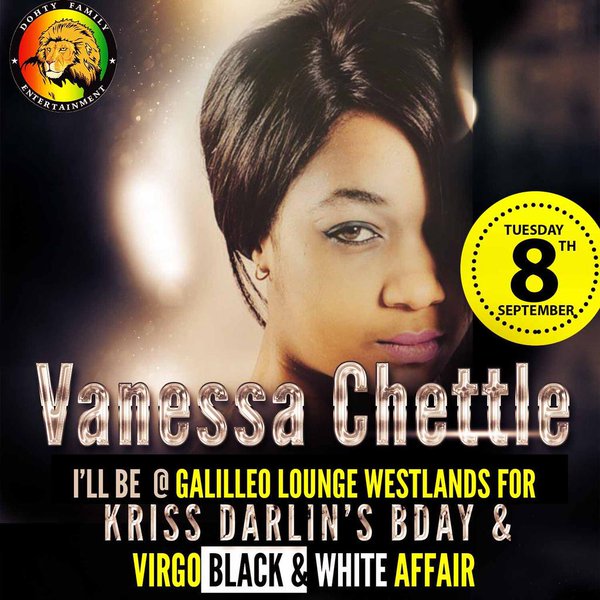 DOHTY FAMILY
ENTERTAINMENT
TUESDAY
8TH
SEPTEMBER
Vanessa Chettle
I'LL BE @ GALILLEO LOUNGE WESTLANDS FOR
KRISS DARLIN'S BDAY &
VIRGO BLACK & WHITE AFFAIR